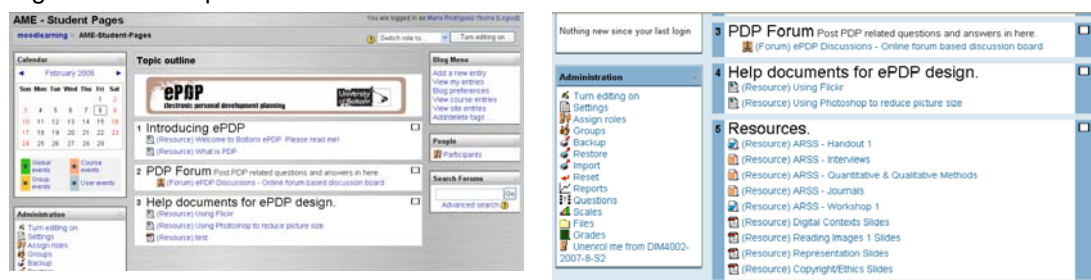 AME - Student Pages
You are logged in as Maria Rodriguez-Yborra (Logout)
moodlearning ► AME-Student-Pages
Switch role to...
Turn editing on
Calendar
◄ February 2008 ►
Sun Mon Tue Wed Thu Fri Sat
1 2
3 4 5 6 7 8 9
10 11 12 13 14 15 16
17 18 19 20 21 22 23
24 25 26 27 28 29
Global events
Course events
Group events
User events
Administration
Turn editing on
Settings
Assign roles
Groups
Backup
Topic outline
ePDP
Electronic personal development planning
University of Bolton
1 Introducing ePDP
(Resource) Welcome to Boltons ePDP. Please read me!
(Resource) What is PDP
2 PDP Forum Post PDP related questions and answers in here.
(Forum) ePDP Discussions - Online forum based discussion board
3 Help documents for ePDP design.
(Resource) Using Flickr
(Resource) Using Photoshop to reduce picture size
(Resource) test
Blog Menu
Add a new entry
View my entries
Blog preferences
View course entries
View site entries
Add/delete tags
People
Participants
Search Forums
Go
Advanced search
Nothing new since your last login
Administration
Turn editing on
Settings
Assign roles
Groups
Backup
Restore
Import
Reset
Reports
Questions
Scales
Files
Grades
Unenrol me from DIM4002-
2007-8-S2
3 PDP Forum Post PDP related questions and answers in here.
(Forum) ePDP Discussions - Online forum based discussion board
4 Help documents for ePDP design.
(Resource) Using Flickr
(Resource) Using Photoshop to reduce picture size
5 Resources.
(Resource) ARSS - Handout 1
(Resource) ARSS - Interviews
(Resource) ARSS - Quantitative & Qualitative Methods
(Resource) ARSS - Journals
(Resource) ARSS - Workshop 1
(Resource) Digital Contexts Slides
(Resource) Reading Images 1 Slides
(Resource) Representation Slides
(Resource) Copyright/Ethics Slides